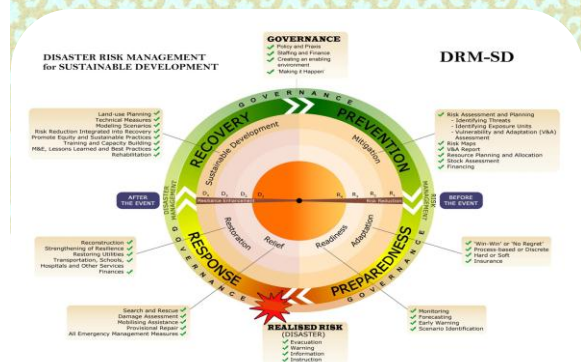 GOVERNANCE
Policy and Praxis
Staffing and Finance
Creating an enabling
environment
'Making it Happen'
DISASTER RISK MANAGEMENT
for SUSTAINABLE DEVELOPMENT
DRM-SD
Land-use Planning
Technical Measures
Modeling Scenarios
Risk Reduction Integrated into Recovery
Promote Equity and Sustainable Practices
Training and Capacity Building
M&E, Lessons Learned and Best Practices
Rehabilitation
Risk Assessment and Planning
- Identifying Threats
- Identifying Exposure Units
- Vulnerability and Adaptation (V&A)
Assessment
Risk Maps
V&A Report
Resource Planning and Allocation
Stock Assessment
Financing
GOVERNANCE
RECOVERY
PREVENTION
Sustainable Development
Mitigation
AFTER
THE EVENT
DISASTER
MANAGEMENT
Resilience Enhancement
Risk Reduction
RISK
MANAGEMENT
BEFORE
THE EVENT
Restoration
Relief
Readiness
Adaptation
RESPONSE
PREPAREDNESS
GOVERNANCE
GOVERNANCE
Reconstruction
Strengthening of Resilience
Restoring Utilities
Transportation, Schools,
Hospitals and Other Services
Finances
'Win-Win' or 'No Regret'
Process-based or Discrete
Hard or Soft
Insurance
Search and Rescue
Damage Assessment
Mobilising Assistance
Provisional Repair
All Emergency Management Measures
REALISED RISK
(DISASTER)
Evacuation
Warning
Information
Instruction
Monitoring
Forecasting
Early Warning
Scenario Identification